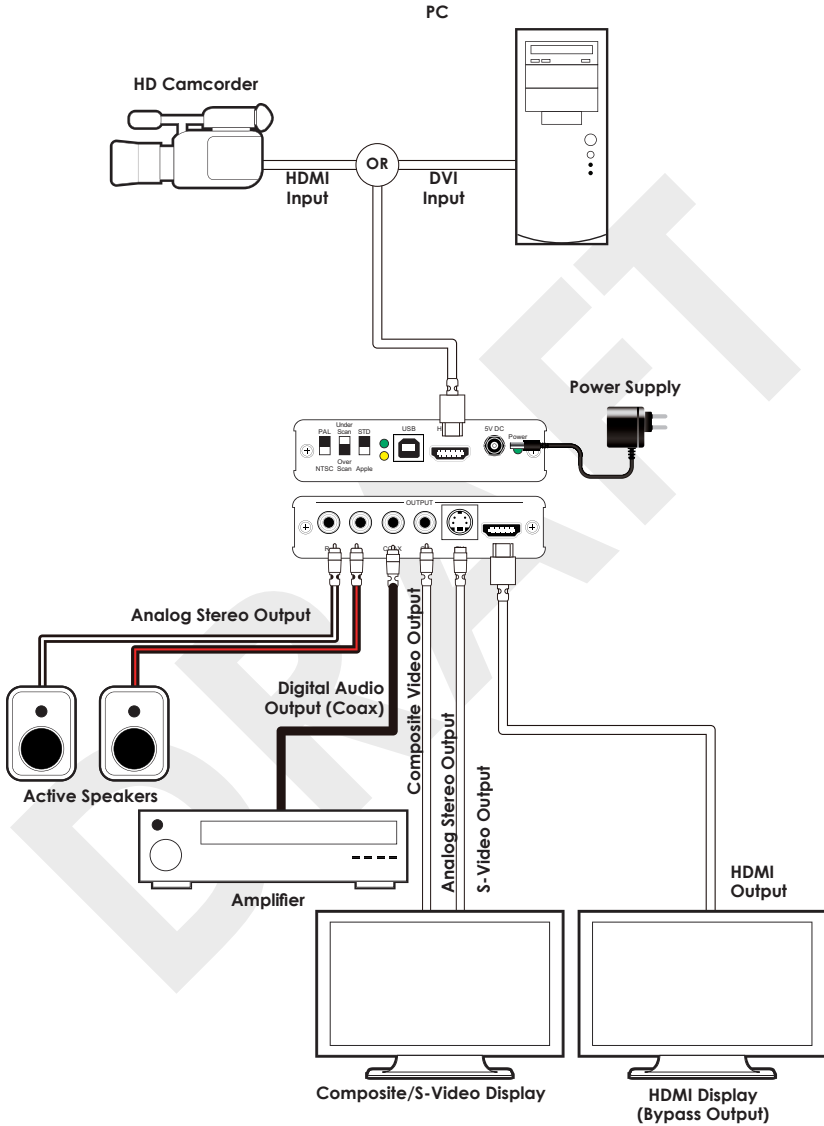 PC
HD Camcorder
OR
HDMI
Input
DVI
Input
Power Supply
PAL
Under
Scan
STD
USB
5V DC
Power
NTSC
Over
Scan
Apple
OUTPUT
Analog Stereo Output
Digital Audio
Output (Coax)
Composite Video Output
Analog Stereo Output
S-Video Output
Active Speakers
Amplifier
HDMI
Output
Composite/S-Video Display
HDMI Display
(Bypass Output)
DRAFT